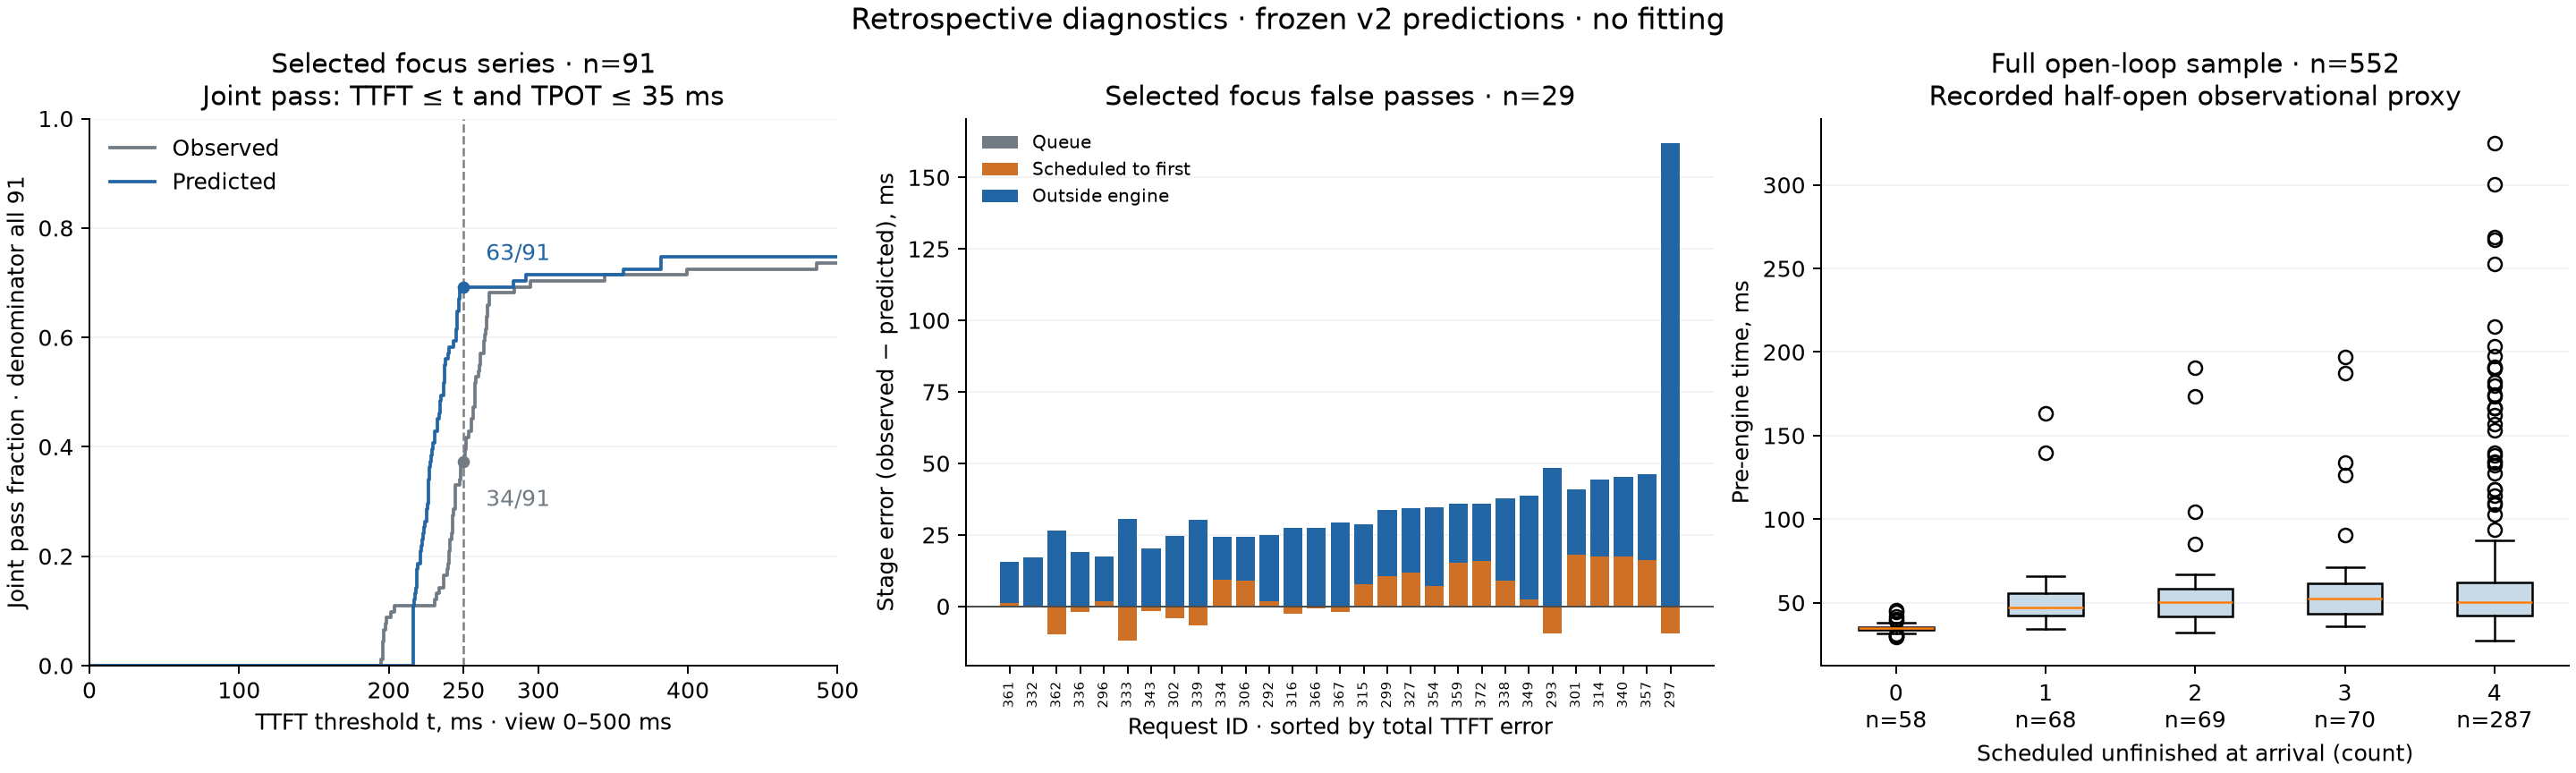 Retrospective diagnostics · frozen v2 predictions · no fitting
Selected focus series · n=91
Joint pass: TTFT ≤ t and TPOT ≤ 35 ms
Joint pass fraction · denominator all 91
1.0
0.8
0.6
0.4
0.2
0.0
Observed
Predicted
63/91
34/91
0
100
200
250
300
400
500
TTFT threshold t, ms · view 0–500 ms
Selected focus false passes · n=29
Stage error (observed − predicted), ms
150
125
100
75
50
25
0
Queue
Scheduled to first
Outside engine
361
332
362
336
296
333
343
302
339
334
306
292
316
366
367
315
299
327
354
359
372
338
349
293
301
314
340
357
297
Request ID · sorted by total TTFT error
Full open-loop sample · n=552
Recorded half-open observational proxy
Pre-engine time, ms
300
250
200
150
100
50
0
1
2
3
4
n=58
n=68
n=69
n=70
n=287
Scheduled unfinished at arrival (count)